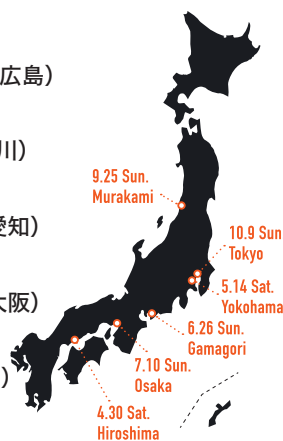 広島）
川）
愛知）
大阪）
）
9.25 Sun.
Murakami
10.9 Sun
Tokyo
5.14 Sat.
Yokohama
6.26 Sun.
Gamagori
7.10 Sun.
Osaka
4.30 Sat.
Hiroshima